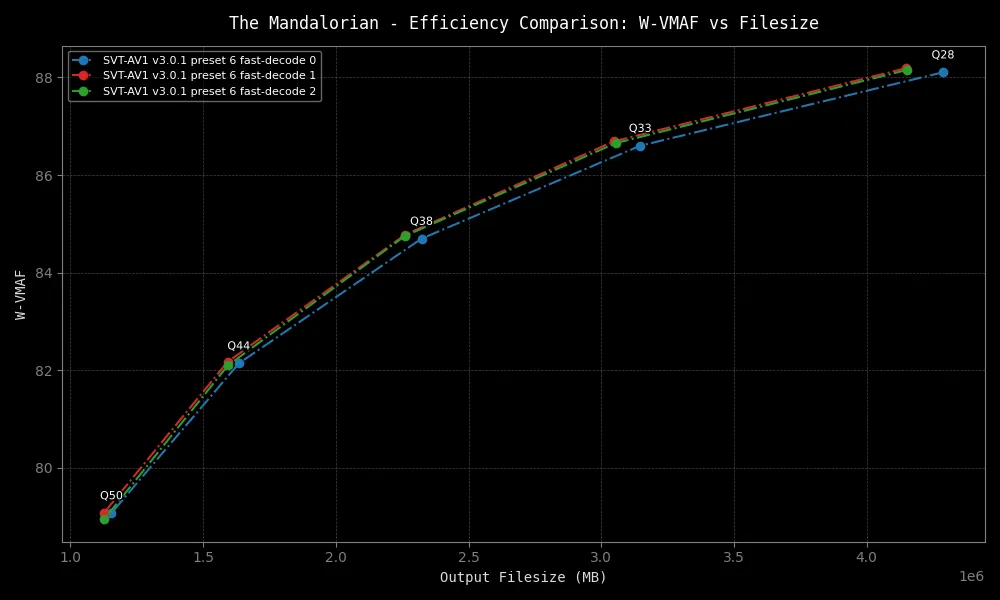 The Mandalorian - Efficiency Comparison: W-VMAF vs Filesize
SVT-AV1 v3.0.1 preset 6 fast-decode 0
SVT-AV1 v3.0.1 preset 6 fast-decode 1
SVT-AV1 v3.0.1 preset 6 fast-decode 2
Q28
Q33
Q38
Q44
Q50
88
86
84
82
80
W-VMAF
1.0 1.5 2.0 2.5 3.0 3.5 4.0
1e6
Output Filesize (MB)